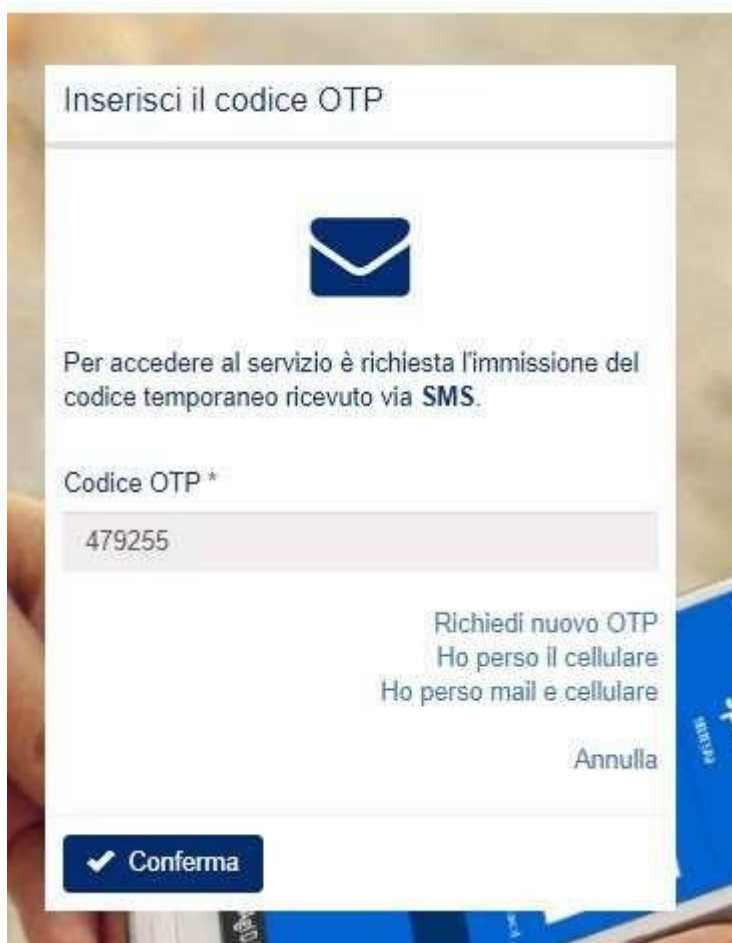 Inserisci il codice OTP
Per accedere al servizio è richiesta l'immissione del
codice temporaneo ricevuto via SMS.
Codice OTP *
479255
Richiedi nuovo OTP
Ho perso il cellulare
Ho perso mail e cellulare
Annulla
Conferma